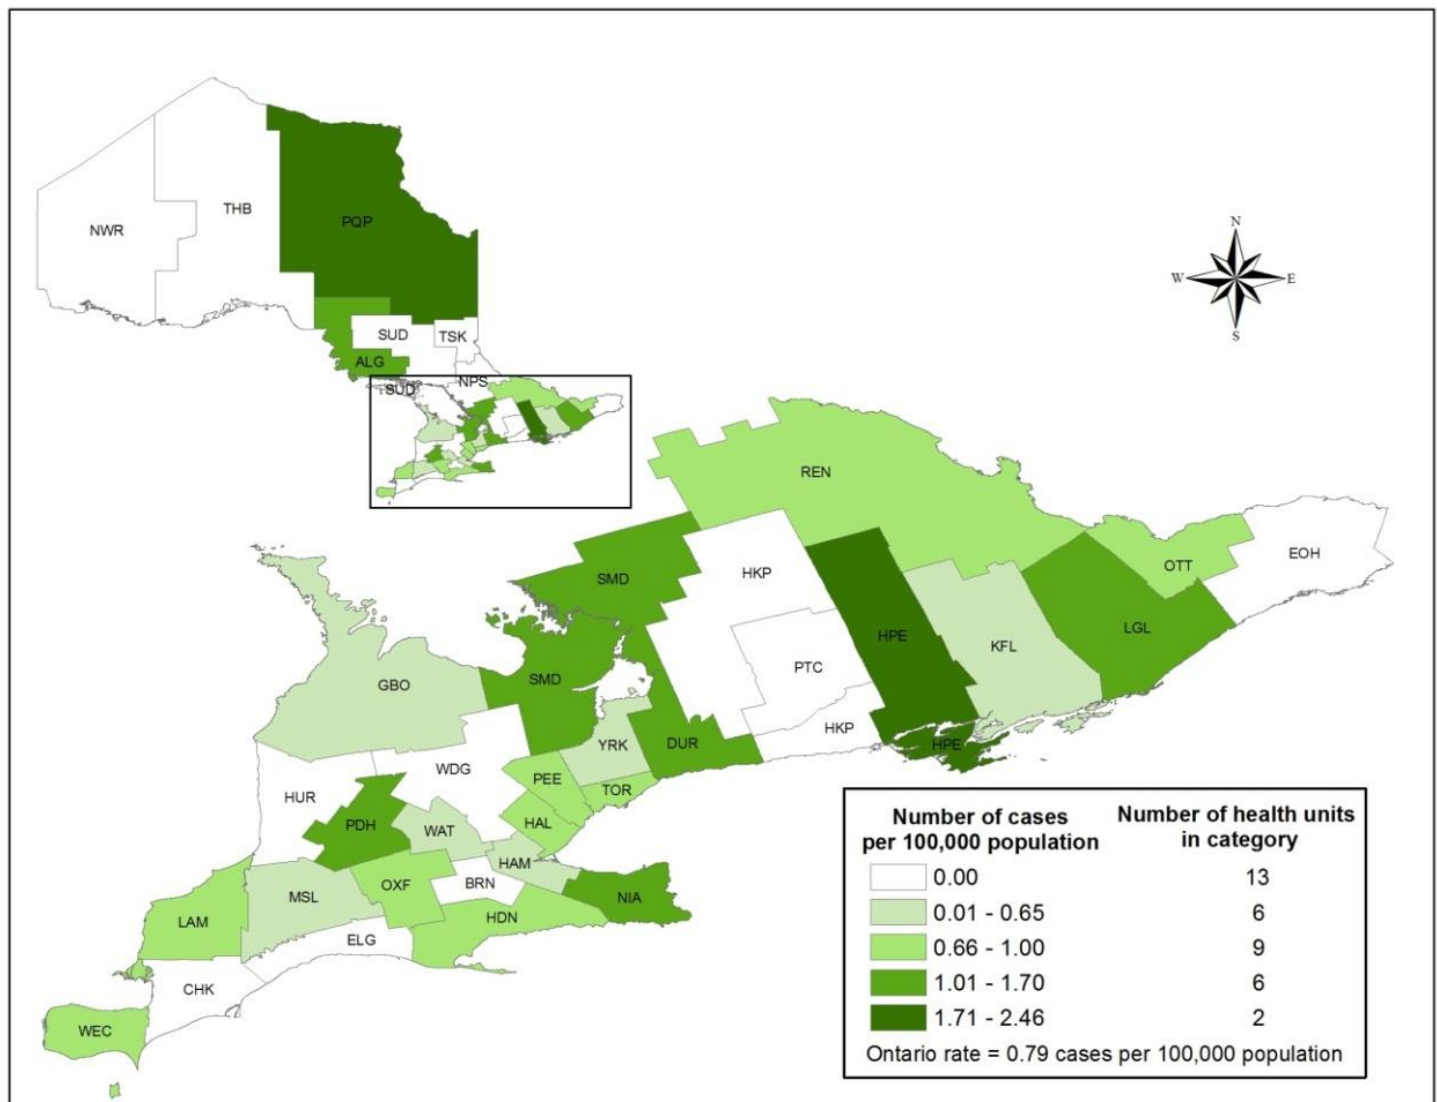 N
W E
S
NWR
THB
PQP
SUD
TSK
ALG
SUD
NPS
REN
OTT
EOH
HKP
SMD
LGL
HPE
KFL
PTC
SMD
GBO
HKP
HPE
YRK
DUR
WDG
PEE
TOR
HUR
PDH
WAT
HAL
HAM
BRN
OXF
MSL
NIA
LAM
HDN
ELG
CHK
WEC
Number of cases
per 100,000 population
Number of health units
in category
0.00 13
0.01 - 0.65 6
0.66 - 1.00 9
1.01 - 1.70 6
1.71 - 2.46 2
Ontario rate = 0.79 cases per 100,000 population